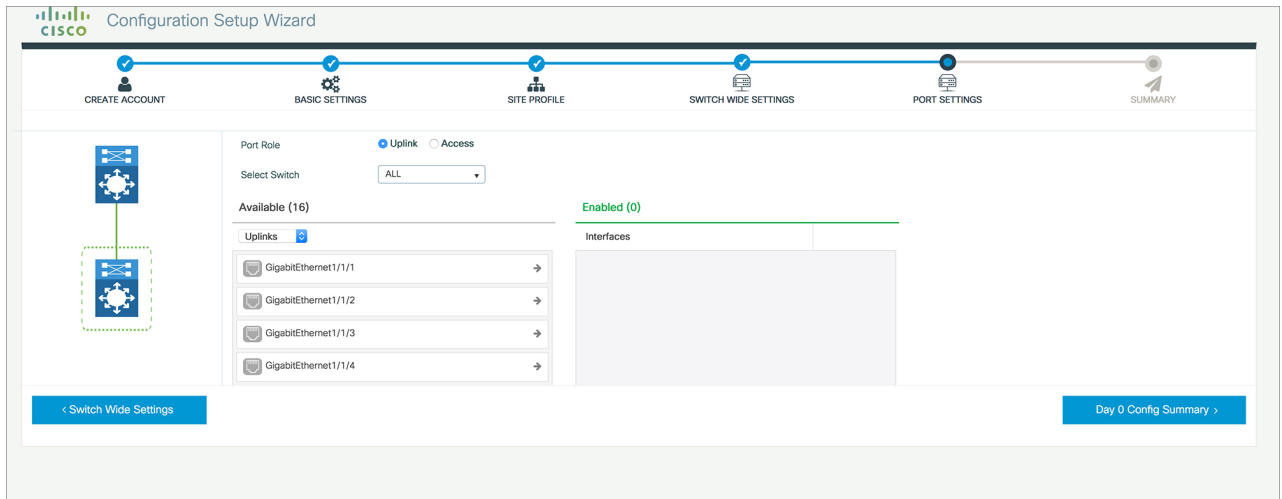 CISCO
Configuration Setup Wizard
CREATE ACCOUNT
BASIC SETTINGS
SITE PROFILE
SWITCH WIDE SETTINGS
PORT SETTINGS
SUMMARY
Port Role
Uplink
Access
Select Switch
ALL
Available (16)
Enabled (0)
Uplinks
Interfaces
GigabitEthernet1/1/1
GigabitEthernet1/1/2
GigabitEthernet1/1/3
GigabitEthernet1/1/4
< Switch Wide Settings
Day 0 Config Summary >